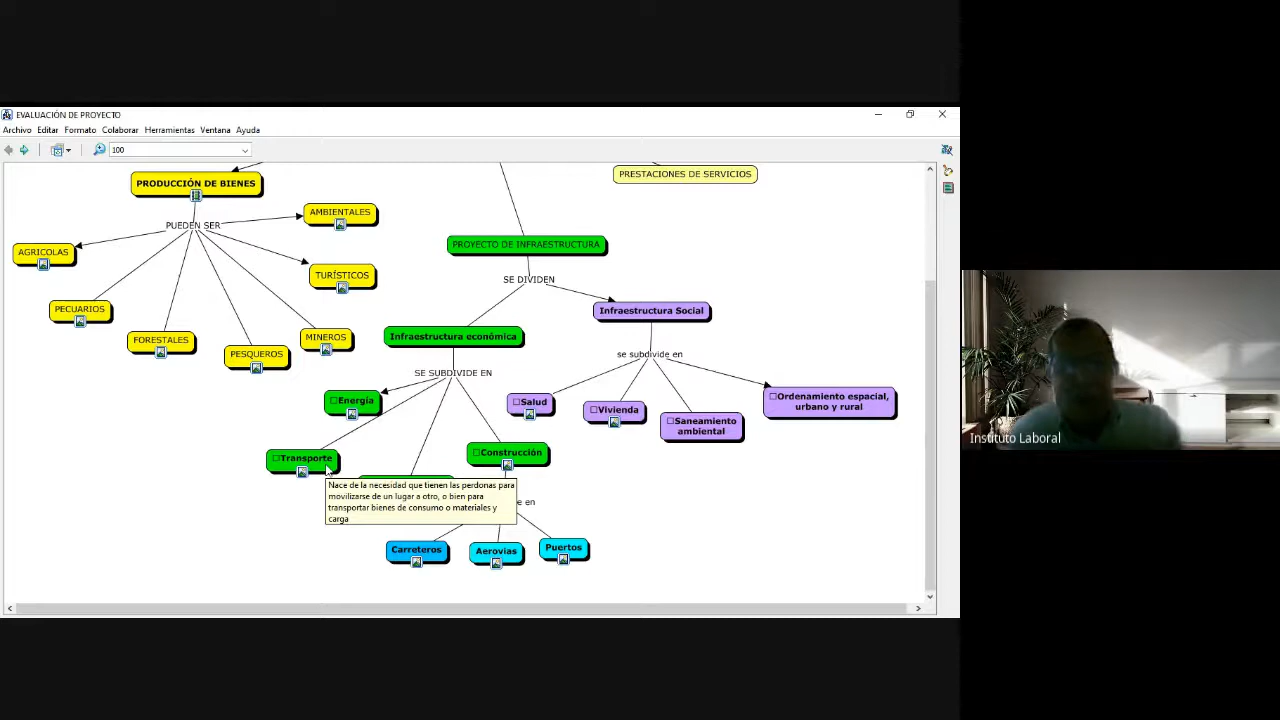 EVALUACIÓN DE PROYECTO
Archivo Editar Formato Colaborar Herramientas Ventana Ayuda
100
PRESTACIONES DE SERVICIOS
PRODUCCIÓN DE BIENES
PUEDEN SER
AMBIENTALES
AGRICOLAS
TURÍSTICOS
PECUARIOS
FORESTALES
PESQUEROS
MINEROS
PROYECTO DE INFRAESTRUCTURA
SE DIVIDEN
Infraestructura Social
Infraestructura económica
se subdivide en
SE SUBDIVIDE EN
Energía
Salud
Vivienda
Saneamiento
ambiental
Ordenamiento espacial,
urbano y rural
Transporte
Construcción
Nace de la necesidad que tienen las perdonas para
movilizarse de un lugar a otro, o bien para
transportar bienes de consumo o materiales y
carga
e en
Carreteros
Aerovias
Puertos
Instituto Laboral